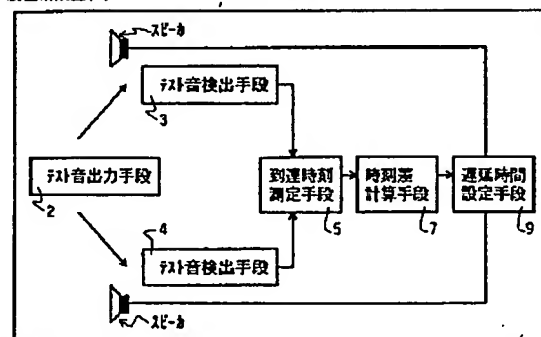 スピーカ
テスト音検出手段
3
テスト音出力手段
2
到達時刻
測定手段
5
時刻差
計算手段
7
遅延時間
設定手段
9
4
テスト音検出手段
スピーカ